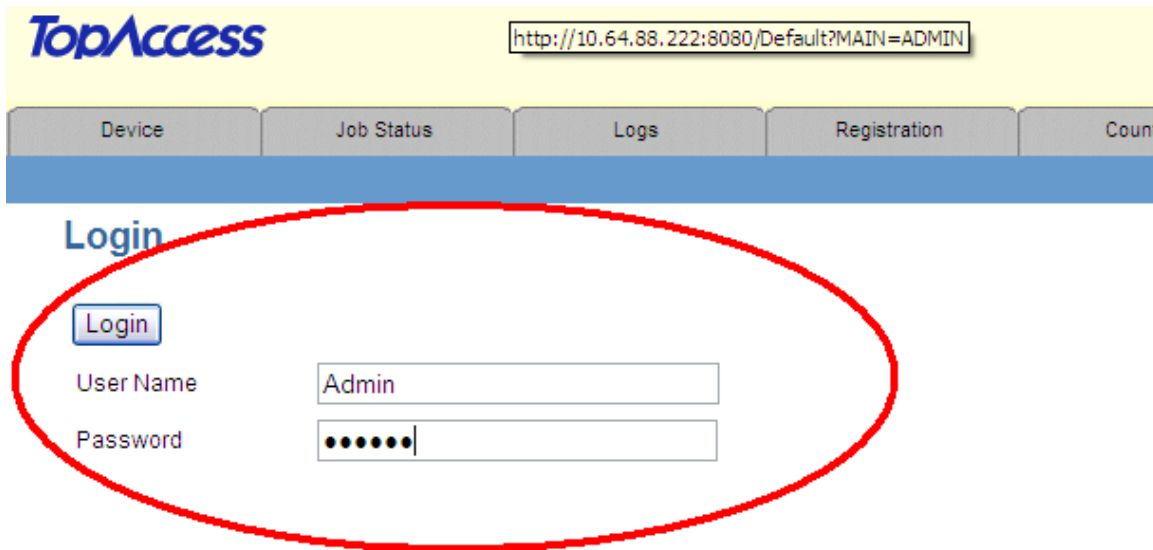 TopAccess
http://10.64.88.222:8080/Default?MAIN=ADMIN
Device Job Status Logs Registration Coun
Login
Login
User Name Admin
Password ••••••